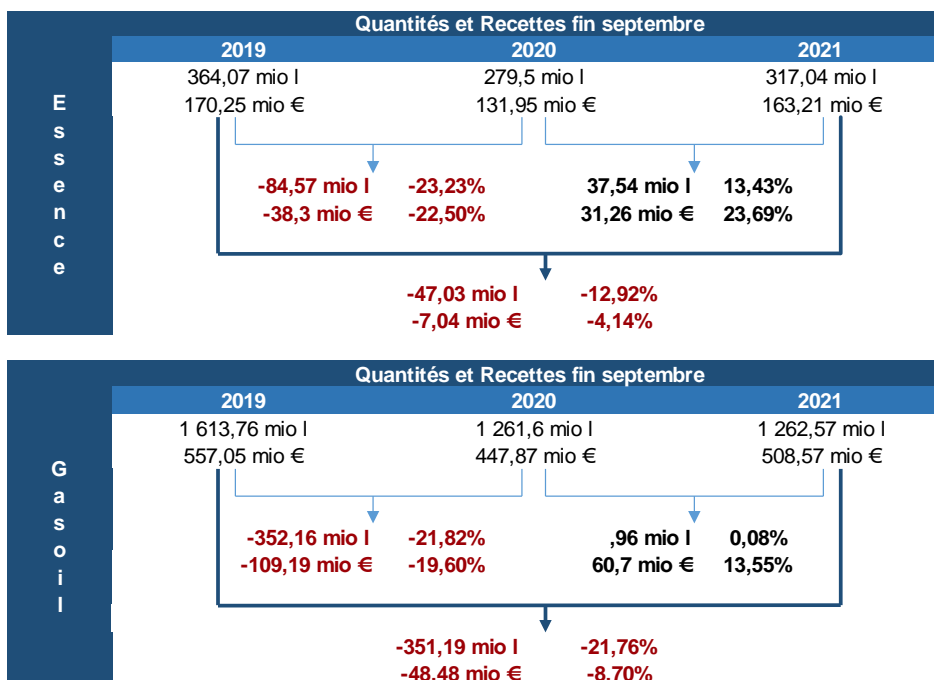 Quantités et Recettes fin septembre
2019 2020 2021
364,07 mio l 279,5 mio l 317,04 mio l
170,25 mio € 131,95 mio € 163,21 mio €
Essence
-84,57 mio l -23,23% 37,54 mio l 13,43%
-38,3 mio € -22,50% 31,26 mio € 23,69%
-47,03 mio l -12,92%
-7,04 mio € -4,14%
Quantités et Recettes fin septembre
2019 2020 2021
1 613,76 mio l 1 261,6 mio l 1 262,57 mio l
557,05 mio € 447,87 mio € 508,57 mio €
Gasoil
-352,16 mio l -21,82% ,96 mio l 0,08%
-109,19 mio € -19,60% 60,7 mio € 13,55%
-351,19 mio l -21,76%
-48,48 mio € -8,70%